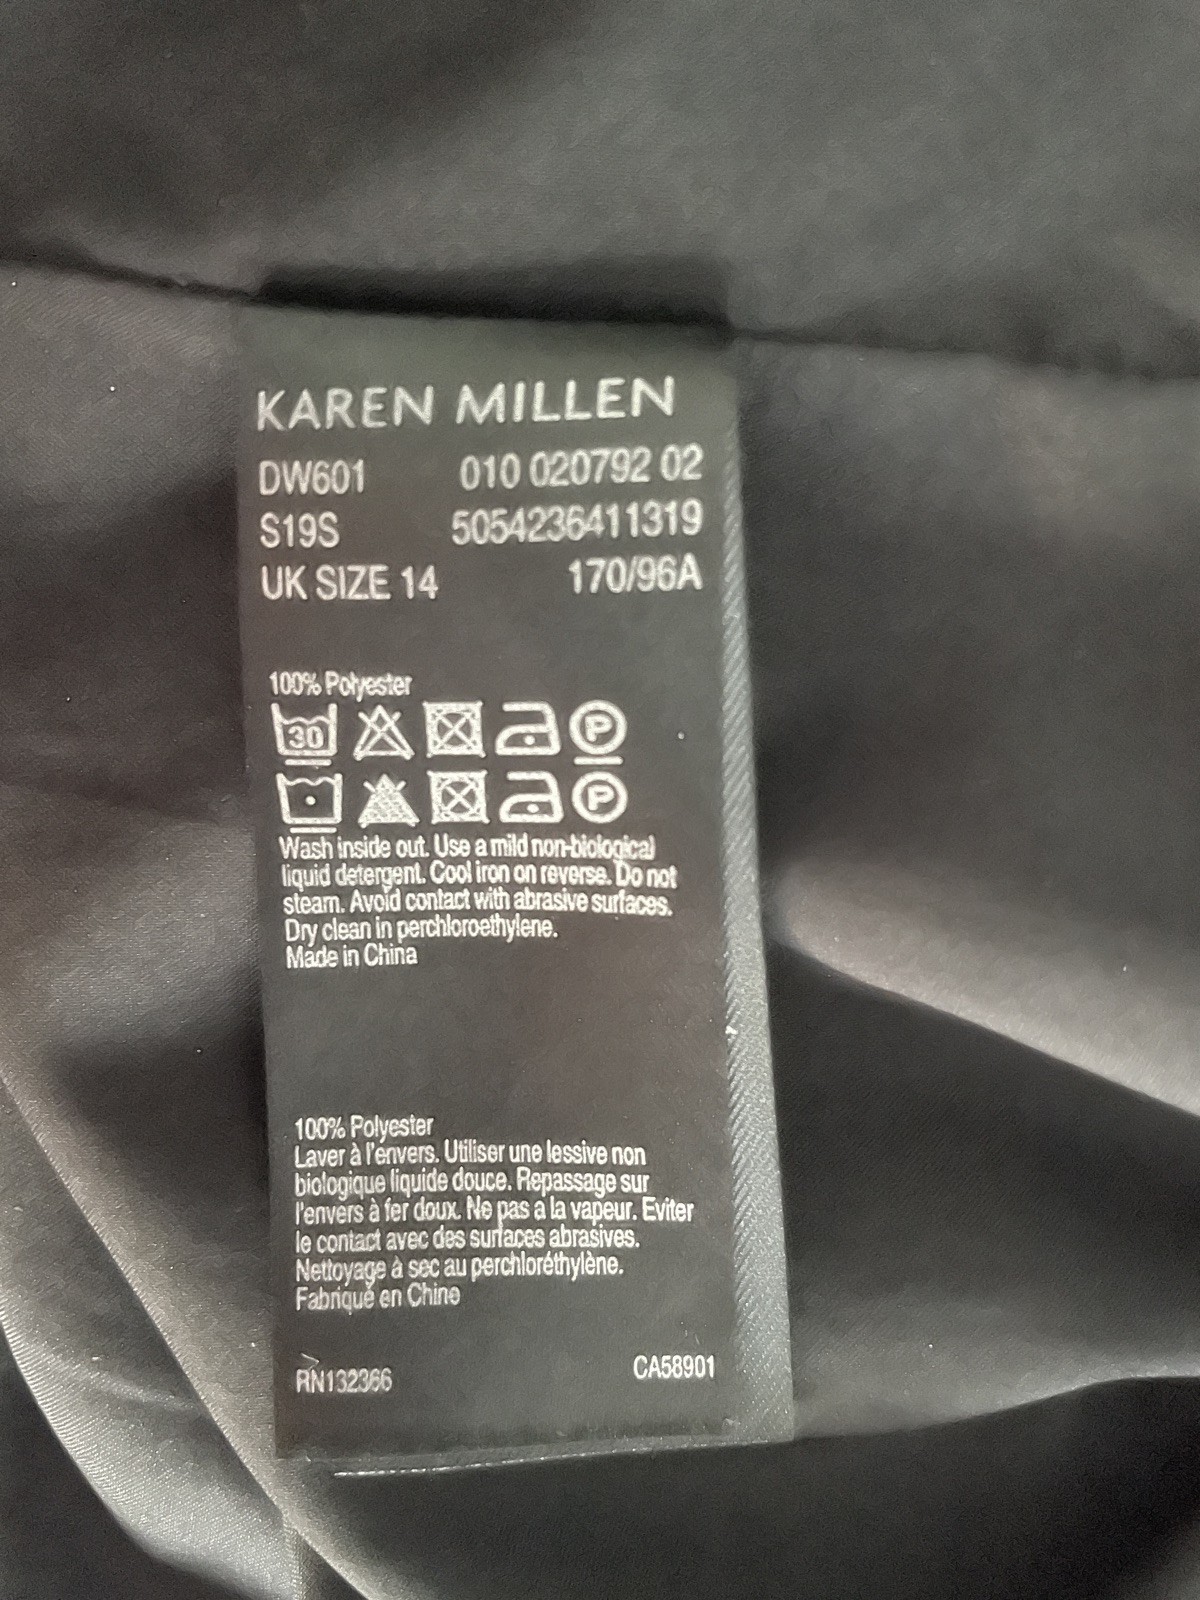 KAREN MILLEN
DW601 010 020792 02
S19S 5054236411319
UK SIZE 14 170/96A
100% Polyester
30 P
P
Wash inside out. Use a mild non-biological
liquid detergent. Cool iron on reverse. Do not
steam. Avoid contact with abrasive surfaces.
Dry clean in perchloroethylene.
Made in China
100% Polyester
Laver à l'envers. Utiliser une lessive non
biologique liquide douce. Repassage sur
l'envers à fer doux. Ne pas a la vapeur. Eviter
le contact avec des surfaces abrasives.
Nettoyage à sec au perchloréthylène.
Fabriqué en Chine
RN132366 CA58901